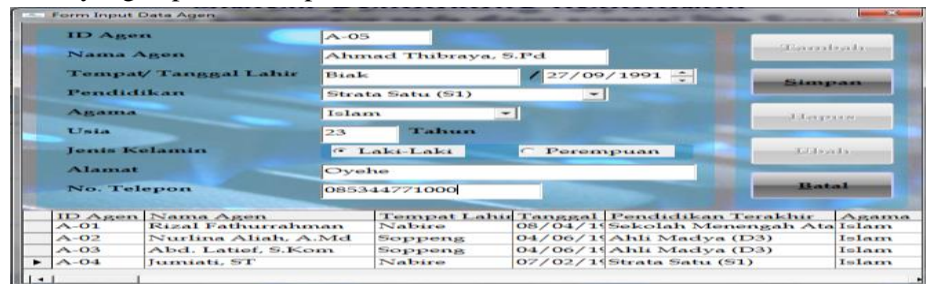 Form Input Data Agen
ID Agen A-05 Tambah
Nama Agen Ahmad Thibraya, S.Pd
Tempat/ Tanggal Lahir Biak / 27/09/1991 Simpan
Pendidikan Strata Satu (S1)
Agama Islam Hapus
Usia 23 Tahun
Jenis Kelamin Laki-Laki Perempuan Ubah
Alamat Oyehe
No. Telepon 085344771000 Batal
ID Agen Nama Agen Tempat Lahir Tanggal Pendidikan Terakhir Agama
A-01 Rizal Fathurrahman Nabire 08/04/19 Sekolah Menengah Ata Islam
A-02 Nurlina Aliah, A.Md Soppeng 04/06/19 Ahli Madya (D3) Islam
A-03 Abd. Latief, S.Kom Soppeng 04/06/19 Ahli Madya (D3) Islam
A-04 Jumiati, ST Nabire 07/02/19 Strata Satu (S1) Islam